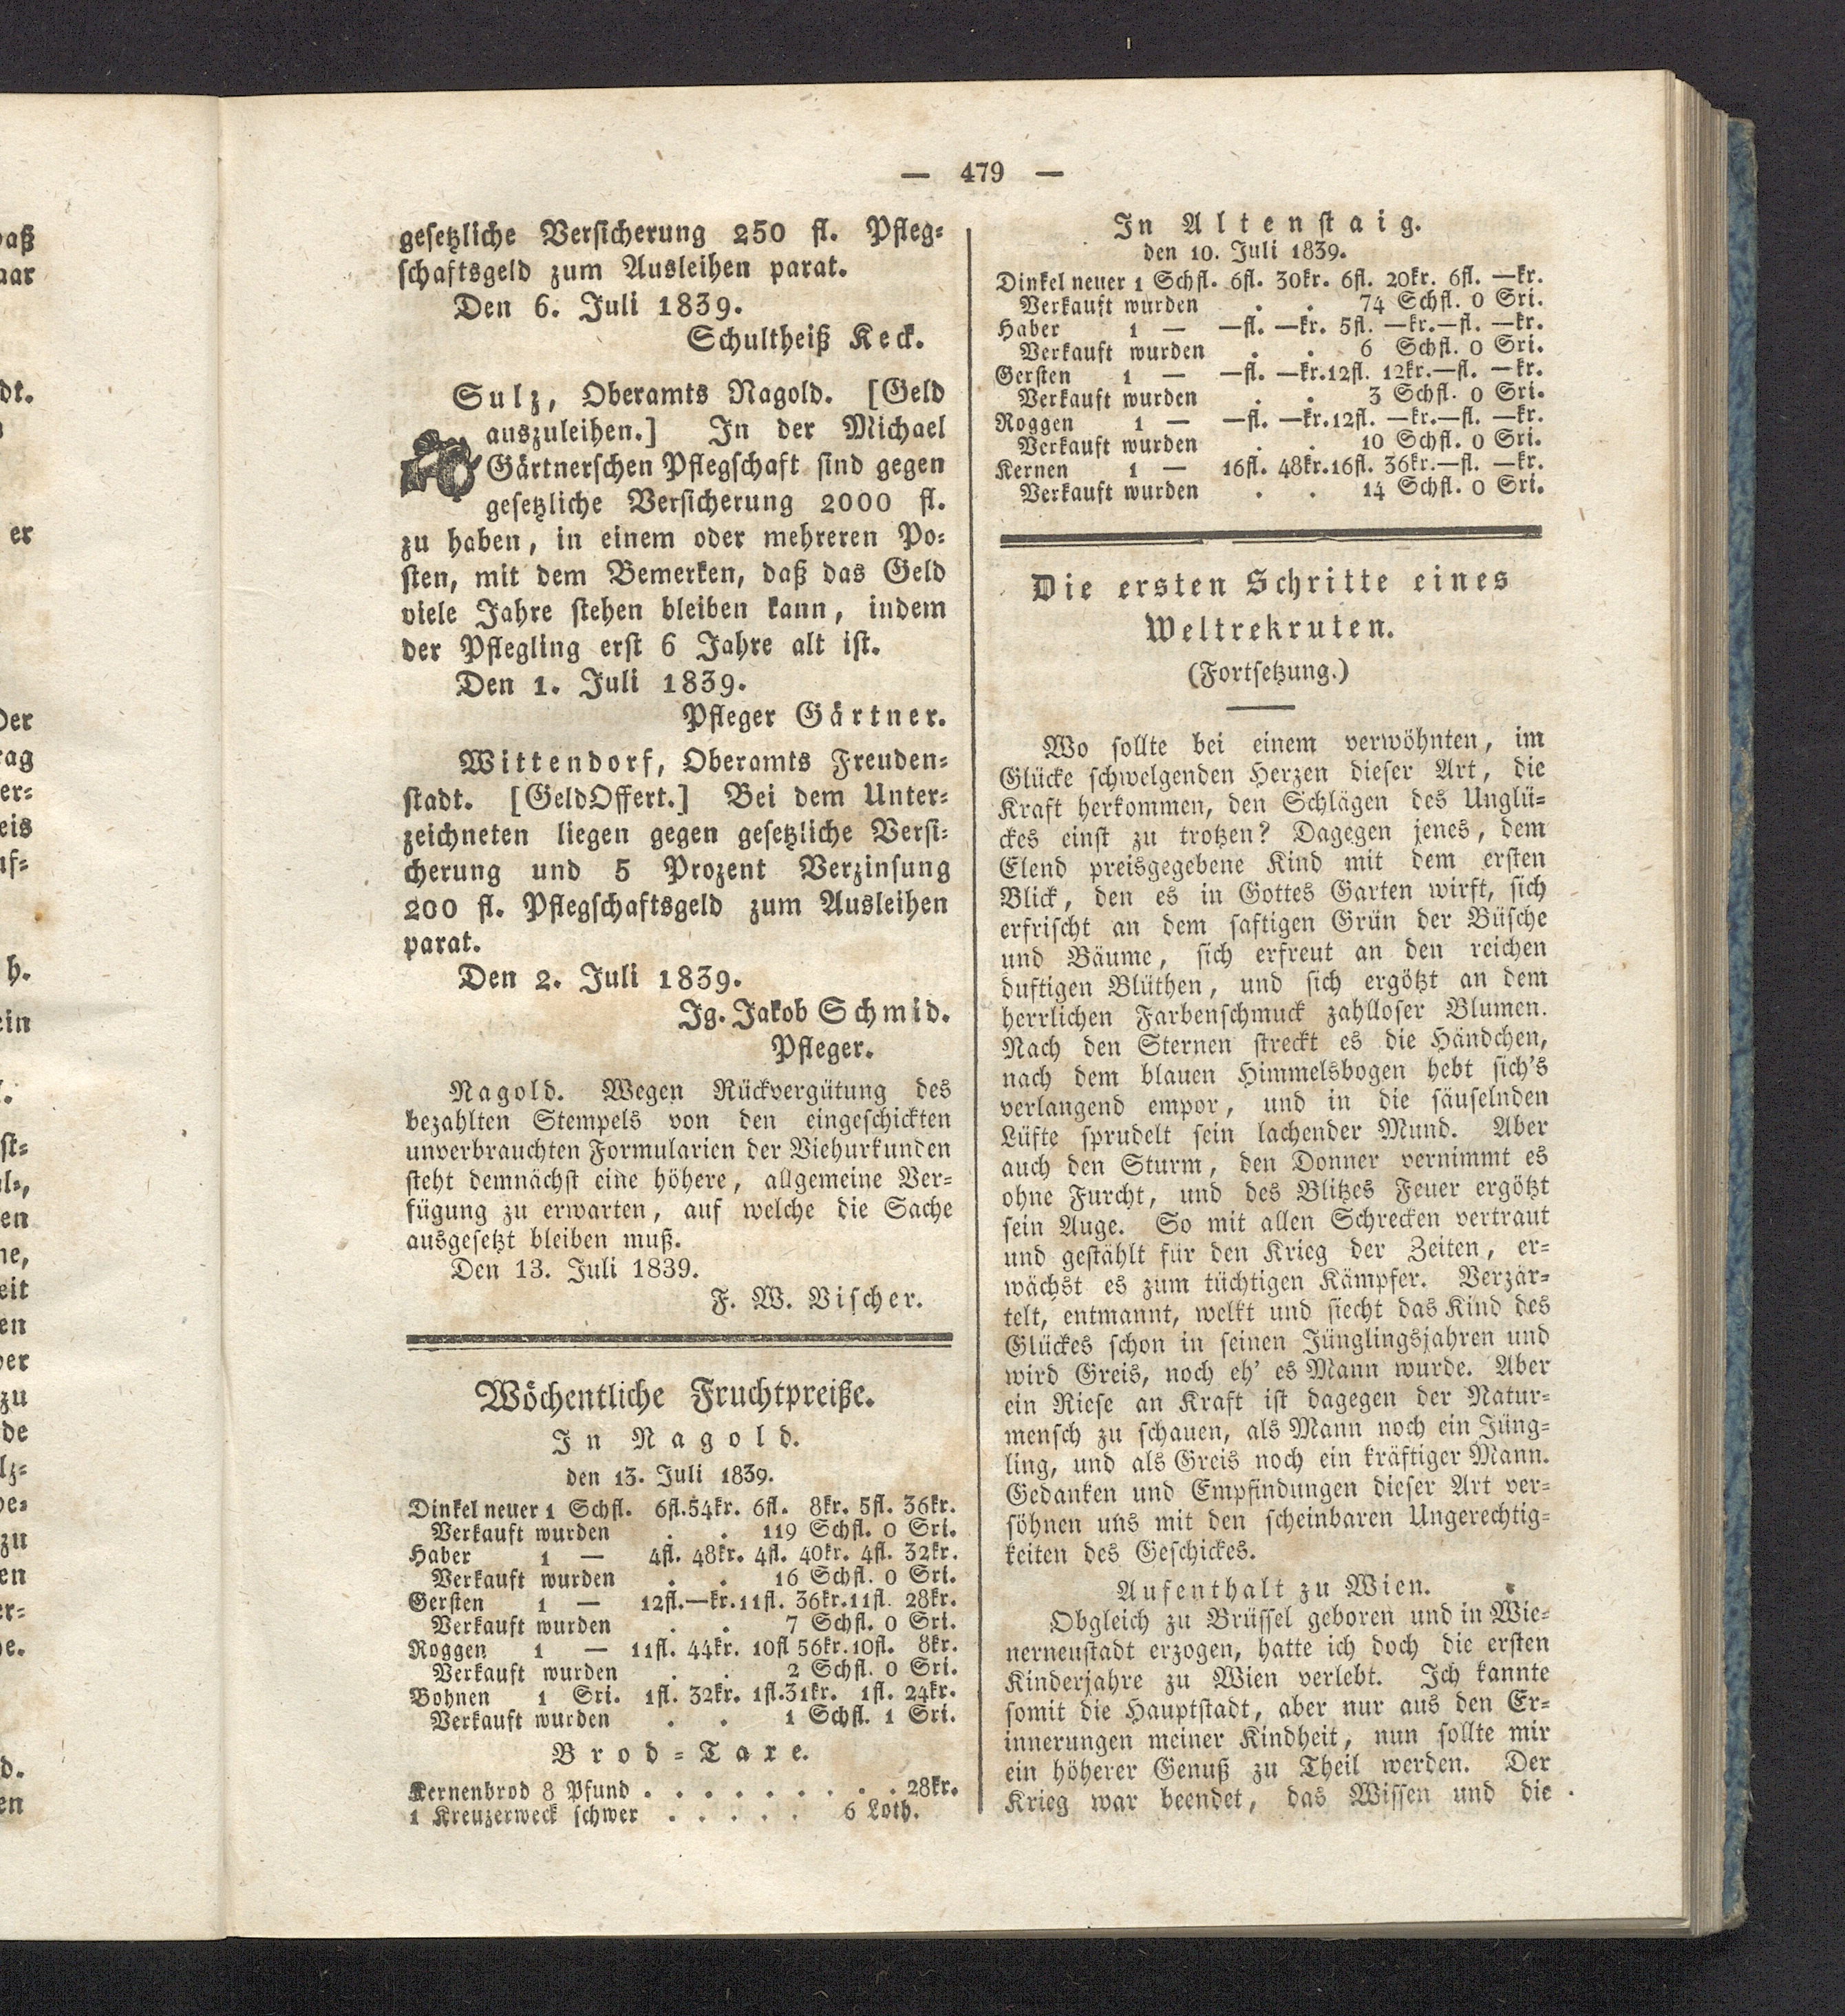 — 479 —
gesetzliche Versicherung 250 fl. Pfleg-
schaftsgeld zum Ausleihen parat.
Den 6. Juli 1839.
Schultheiß Keck.
Sulz, Oberamts Nagold. [Geld
auszuleihen.] In der Michael
Gärtnerschen Pflegschaft sind gegen
gesetzliche Versicherung 2000 fl.
zu haben, in einem oder mehreren Po-
sten, mit dem Bemerken, daß das Geld
viele Jahre stehen bleiben kann, indem
der Pflegling erst 6 Jahre alt ist.
Den 1. Juli 1839.
Pfleger Gärtner.
Wittendorf, Oberamts Freuden-
stadt. [GeldOffert.] Bei dem Unter-
zeichneten liegen gegen gesetzliche Versi-
cherung und 5 Prozent Verzinsung
200 fl. Pflegschaftsgeld zum Ausleihen
parat.
Den 2. Juli 1839.
Jg. Jakob Schmid.
Pfleger.
Nagold. Wegen Rückvergütung des
bezahlten Stempels von den eingeschickten
unverbrauchten Formularien der Viehurkunden
steht demnächst eine höhere, allgemeine Ver-
fügung zu erwarten, auf welche die Sache
ausgesetzt bleiben muß.
Den 13. Juli 1839.
F. W. Vischer.
Wöchentliche Fruchtpreiße.
In Nagold.
den 13. Juli 1839.
Dinkel neuer 1 Schfl. 6fl.54kr. 6fl. 8kr. 5fl. 36kr.
Verkauft wurden . . 119 Schfl. 0 Sri.
Haber 1 — 4fl. 48kr. 4fl. 40kr. 4fl. 32kr.
Verkauft wurden . . 16 Schfl. 0 Sri.
Gersten 1 — 12fl.—kr.11fl. 36kr.11fl. 28kr.
Verkauft wurden . . 7 Schfl. 0 Sri.
Roggen 1 — 11fl. 44kr. 10fl 56kr.10fl. 8kr.
Verkauft wurden . . 2 Schfl. 0 Sri.
Bohnen 1 Sri. 1fl. 32kr. 1fl.31kr. 1fl. 24kr.
Verkauft wurden . . 1 Schfl. 1 Sri.
Brod-Taxe.
Kernenbrod 8 Pfund . . . . . . . . . 28kr.
1 Kreuzerweck schwer . . . . . 6 Loth.
In Altenstaig.
den 10. Juli 1839.
Dinkel neuer 1 Schfl. 6fl. 30kr. 6fl. 20kr. 6fl. —kr.
Verkauft wurden . . 74 Schfl. 0 Sri.
Haber 1 — —fl. —kr. 5fl. —kr.—fl. —kr.
Verkauft wurden . . 6 Schfl. 0 Sri.
Gersten 1 — —fl. —kr.12fl. 12kr.—fl. —kr.
Verkauft wurden . . 3 Schfl. 0 Sri.
Roggen 1 — —fl. —kr.12fl. —kr.—fl. —kr.
Verkauft wurden . . 10 Schfl. 0 Sri.
Kernen 1 — 16fl. 48kr.16fl. 36kr.—fl. —kr.
Verkauft wurden . . 14 Schfl. 0 Sri.
Die ersten Schritte eines
Weltrekruten.
(Fortsetzung.)
Wo sollte bei einem verwöhnten, im
Glücke schwelgenden Herzen dieser Art, die
Kraft herkommen, den Schlägen des Unglü-
ckes einst zu trotzen? Dagegen jenes, dem
Elend preisgegebene Kind mit dem ersten
Blick, den es in Gottes Garten wirft, sich
erfrischt an dem saftigen Grün der Büsche
und Bäume, sich erfreut an den reichen
duftigen Blüthen, und sich ergötzt an dem
herrlichen Farbenschmuck zahlloser Blumen.
Nach den Sternen streckt es die Händchen,
nach dem blauen Himmelsbogen hebt sich's
verlangend empor, und in die säuselnden
Lüfte sprudelt sein lachender Mund. Aber
auch den Sturm, den Donner vernimmt es
ohne Furcht, und des Blitzes Feuer ergötzt
sein Auge. So mit allen Schrecken vertraut
und gestählt für den Krieg der Zeiten, er-
wächst es zum tüchtigen Kämpfer. Verzär-
telt, entmannt, welkt und siecht das Kind des
Glückes schon in seinen Jünglingsjahren und
wird Greis, noch eh' es Mann wurde. Aber
ein Riese an Kraft ist dagegen der Natur-
mensch zu schauen, als Mann noch ein Jüng-
ling, und als Greis noch ein kräftiger Mann.
Gedanken und Empfindungen dieser Art ver-
söhnen uns mit den scheinbaren Ungerechtig-
keiten des Geschickes.
Aufenthalt zu Wien.
Obgleich zu Brüssel geboren und in Wie-
nerneustadt erzogen, hatte ich doch die ersten
Kinderjahre zu Wien verlebt. Ich kannte
somit die Hauptstadt, aber nur aus den Er-
innerungen meiner Kindheit, nun sollte mir
ein höherer Genuß zu Theil werden. Der
Krieg war beendet, das Wissen und die